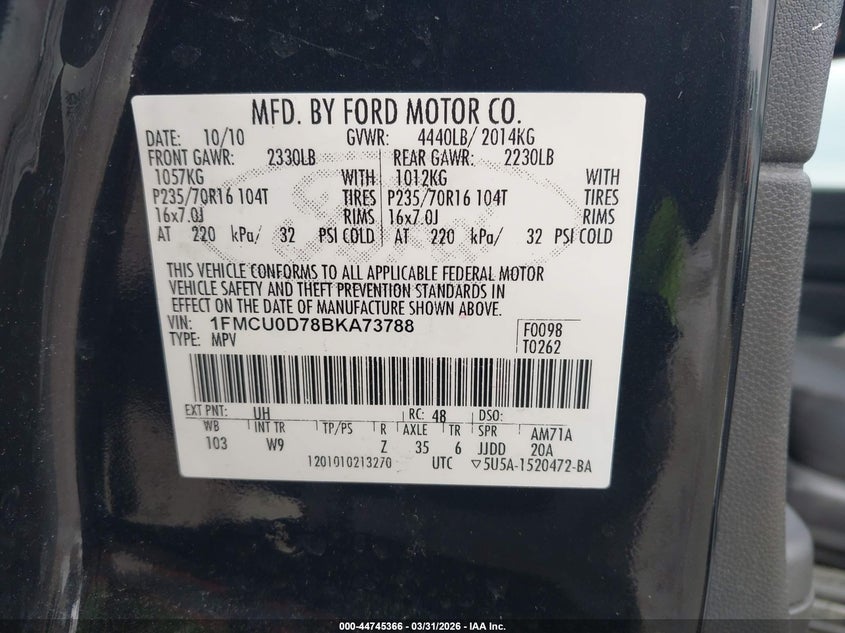 MFD. BY FORD MOTOR CO.
DATE: 10/10 GVWR: 4440LB/ 2014KG
FRONT GAWR: 2330LB REAR GAWR: 2230LB
1057KG WITH 1012KG WITH
P235/70R16 104T TIRES P235/70R16 104T TIRES
16x7.0J RIMS 16x7.0J RIMS
AT 220 kPa/ 32 PSI COLD AT 220 kPa/ 32 PSI COLD
THIS VEHICLE CONFORMS TO ALL APPLICABLE FEDERAL MOTOR
VEHICLE SAFETY AND THEFT PREVENTION STANDARDS IN
EFFECT ON THE DATE OF MANUFACTURE SHOWN ABOVE.
VIN: 1FMCU0D78BKA73788 F0098
TYPE: MPV T0262
EXT PNT: UH RC: 48 DSO:
WB INT TR TP/PS R AXLE TR SPR AM71A
103 W9 Z 35 6 JJDD 20A
1201010213270 UTC ▽5U5A-1520472-BA
000-44745366 - 03/31/2026 - IAA Inc.